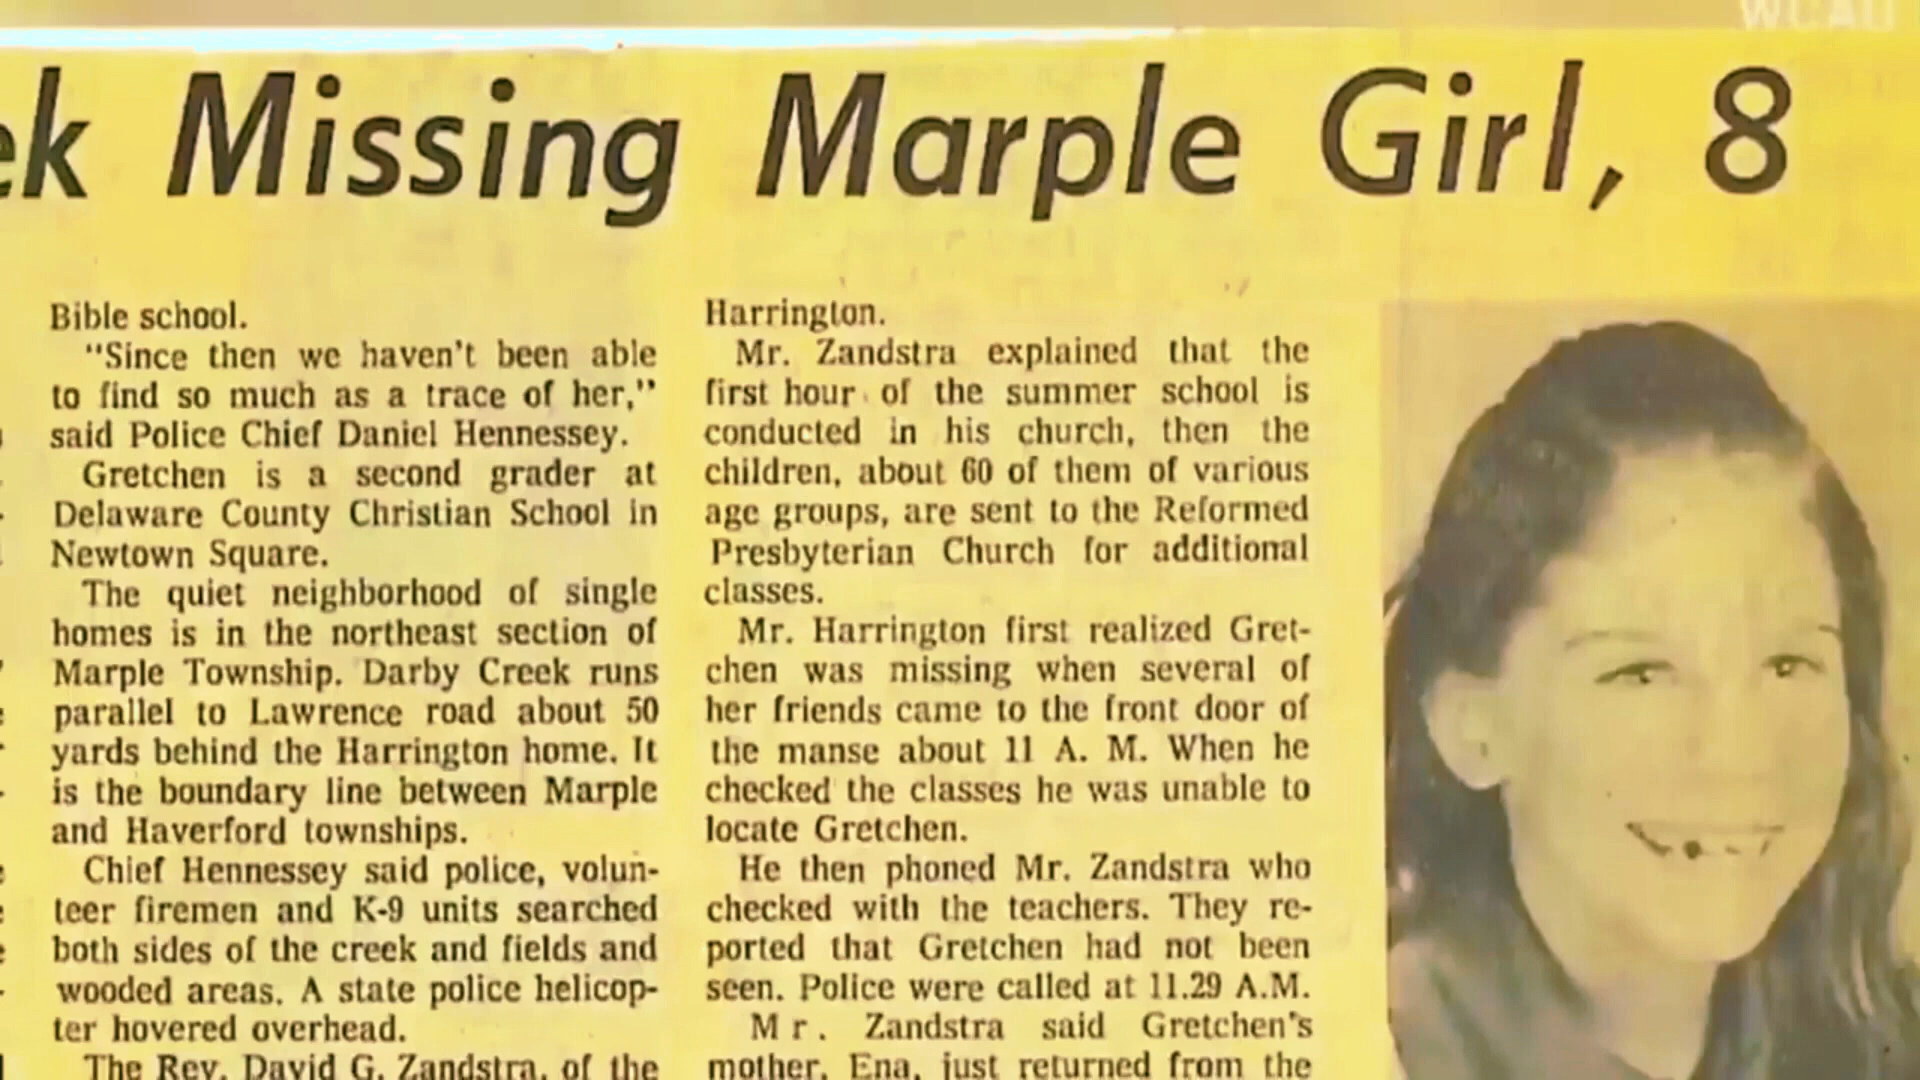 WCAU
ek Missing Marple Girl, 8
Bible school.
"Since then we haven't been able
to find so much as a trace of her,"
said Police Chief Daniel Hennessey.
Gretchen is a second grader at
Delaware County Christian School in
Newtown Square.
The quiet neighborhood of single
homes is in the northeast section of
Marple Township. Darby Creek runs
parallel to Lawrence road about 50
yards behind the Harrington home. It
is the boundary line between Marple
and Haverford townships.
Chief Hennessey said police, volun-
teer firemen and K-9 units searched
both sides of the creek and fields and
wooded areas. A state police helicop-
ter hovered overhead.
The Rev. David G. Zandstra, of the
Harrington.
Mr. Zandstra explained that the
first hour of the summer school is
conducted in his church, then the
children, about 60 of them of various
age groups, are sent to the Reformed
Presbyterian Church for additional
classes.
Mr. Harrington first realized Gret-
chen was missing when several of
her friends came to the front door of
the manse about 11 A. M. When he
checked the classes he was unable to
locate Gretchen.
He then phoned Mr. Zandstra who
checked with the teachers. They re-
ported that Gretchen had not been
seen. Police were called at 11.29 A.M.
Mr. Zandstra said Gretchen's
mother, Ena, just returned from the